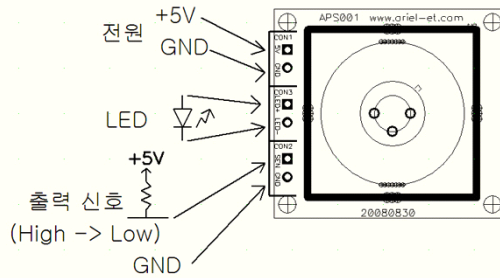 전원
+5V
GND
LED
+5V
출력 신호
(High -> Low)
GND
APS001 www.ariel-et.com
CON1
5V
GND
CON3
LED+
LED-
CON2
SEN
GND
20080830